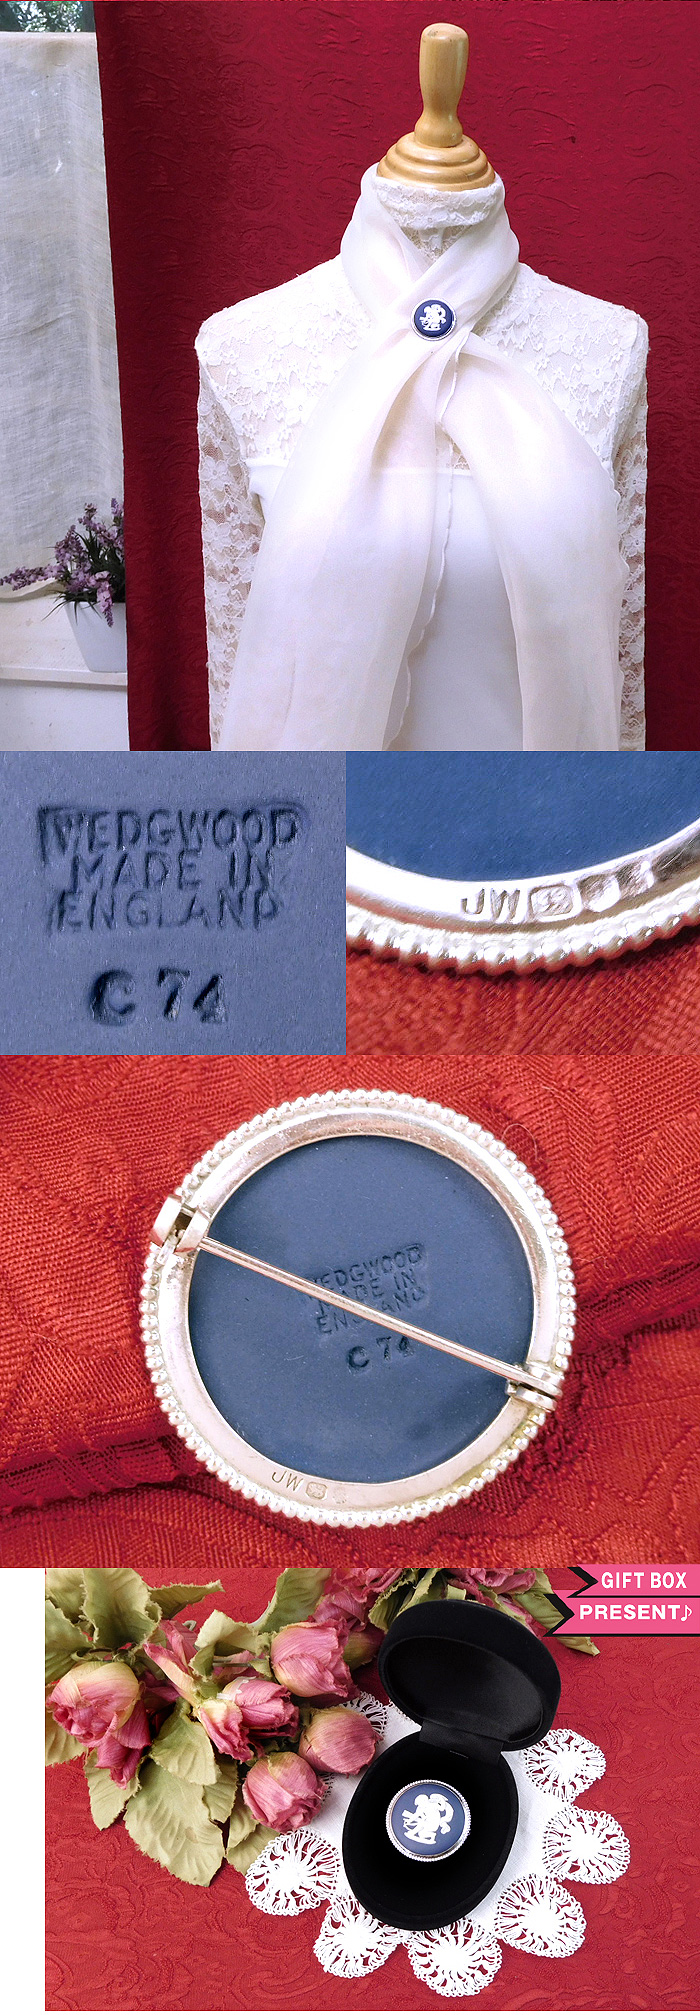 WEDGWOOD
MADE IN
ENGLAND
C 74
JW
WEDGWOOD
MADE IN
ENGLAND
C 74
JW
GIFT BOX
PRESENT♪